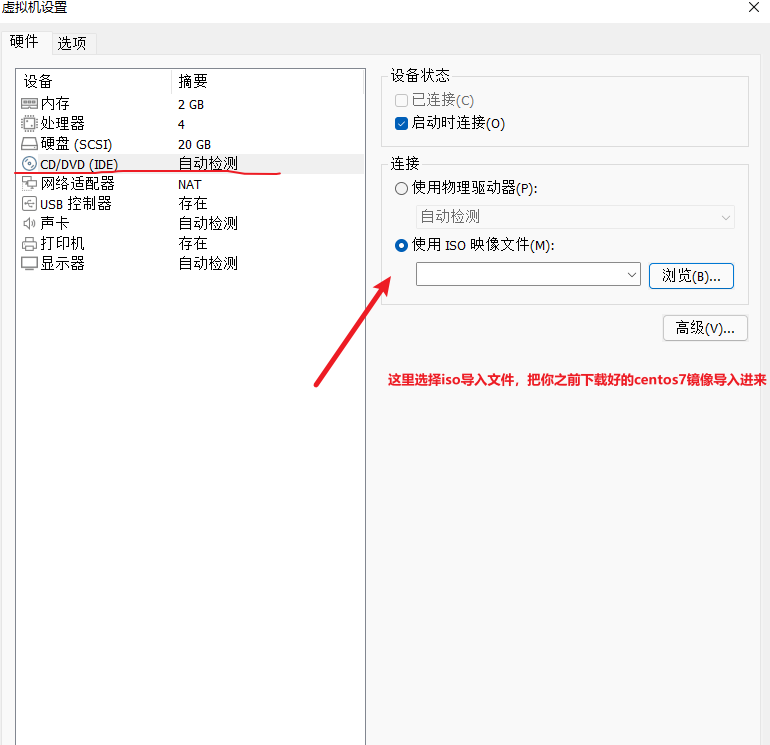 虚拟机设置
硬件 选项
设备 摘要
内存 2 GB
处理器 4
硬盘 (SCSI) 20 GB
CD/DVD (IDE) 自动检测
网络适配器 NAT
USB 控制器 存在
声卡 自动检测
打印机 存在
显示器 自动检测
设备状态
已连接(C)
启动时连接(O)
连接
使用物理驱动器(P):
自动检测
使用 ISO 映像文件(M):
浏览(B)...
高级(V)...
这里选择iso导入文件，把你之前下载好的centos7镜像导入进来